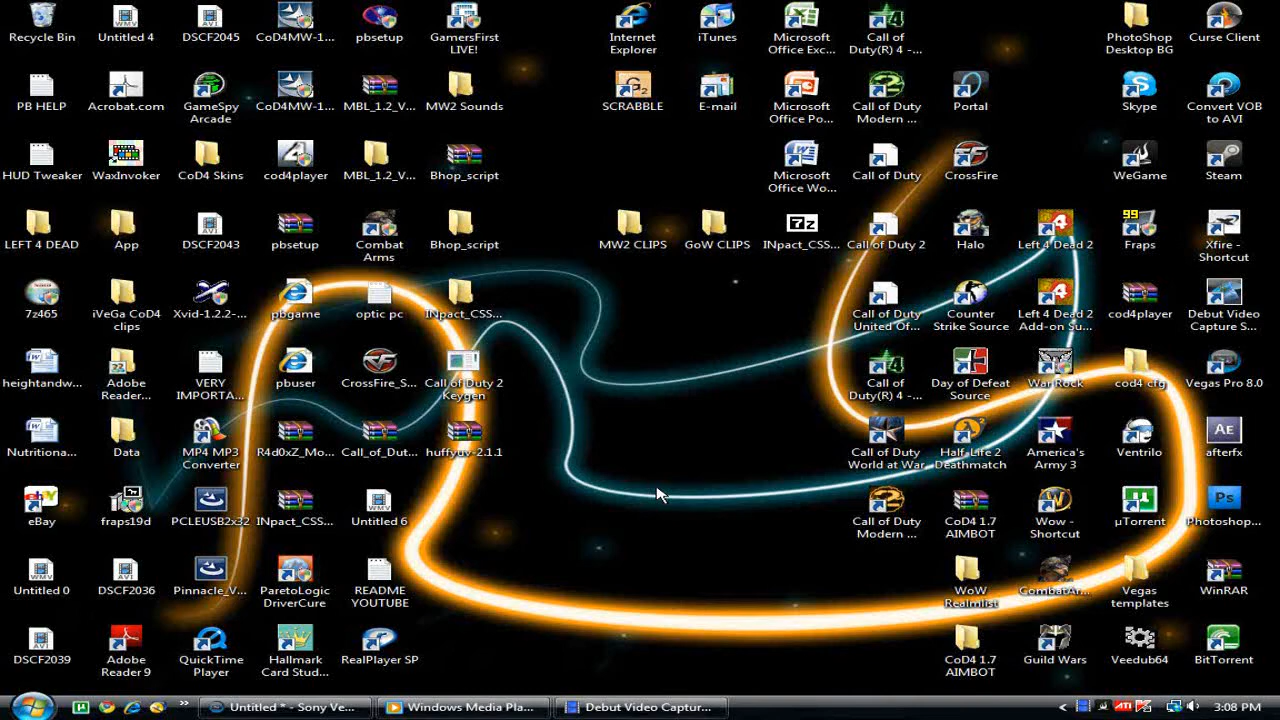 Recycle Bin
Untitled 4
DSCF2045
CoD4MW-1...
pbsetup
GamersFirst
LIVE!
Internet
Explorer
iTunes
Microsoft
Office Exc...
Call of
Duty(R) 4 -...
PhotoShop
Desktop BG
Curse Client
PB HELP
Acrobat.com
GameSpy
Arcade
CoD4MW-1...
MBL_1.2_V...
MW2 Sounds
SCRABBLE
E-mail
Microsoft
Office Po...
Call of Duty
Modern ...
Portal
Skype
Convert VOB
to AVI
HUD Tweaker
WaxInvoker
CoD4 Skins
cod4player
MBL_1.2_V...
Bhop_script
Microsoft
Office Wo...
Call of Duty
CrossFire
WeGame
Steam
LEFT 4 DEAD
App
DSCF2043
pbsetup
Combat
Arms
Bhop_script
MW2 CLIPS
GoW CLIPS
INpact_CSS...
Call of Duty 2
Halo
Left 4 Dead 2
Fraps
Xfire -
Shortcut
7z465
iVeGa CoD4
clips
Xvid-1.2.2-...
pbgame
optic pc
INpact_CSS...
Call of Duty
United Of...
Counter
Strike Source
Left 4 Dead 2
Add-on Su...
cod4player
Debut Video
Capture S...
heightandw...
Adobe
Reader...
VERY
IMPORTA...
pbuser
CrossFire_S...
Call of Duty 2
Keygen
Call of
Duty(R) 4 -...
Day of Defeat
Source
War Rock
cod4 cfg
Vegas Pro 8.0
Nutritiona...
Data
MP4 MP3
Converter
R4d0xZ_Mo...
Call_of_Dut...
huffyuv-2.1.1
Call of Duty
World at War
Half-Life 2
Deathmatch
America's
Army 3
Ventrilo
afterfx
eBay
fraps19d
PCLEUSB2x32
INpact_CSS...
Untitled 6
Call of Duty
Modern ...
CoD4 1.7
AIMBOT
Wow -
Shortcut
µTorrent
Photoshop...
Untitled 0
DSCF2036
Pinnacle_V...
ParetoLogic
DriverCure
README
YOUTUBE
WoW
Realmlist
CombatAr...
Vegas
templates
WinRAR
DSCF2039
Adobe
Reader 9
QuickTime
Player
Hallmark
Card Stud...
RealPlayer SP
CoD4 1.7
AIMBOT
Guild Wars
Veedub64
BitTorrent
Untitled * - Sony Ve...
Windows Media Pla...
Debut Video Captur...
3:08 PM